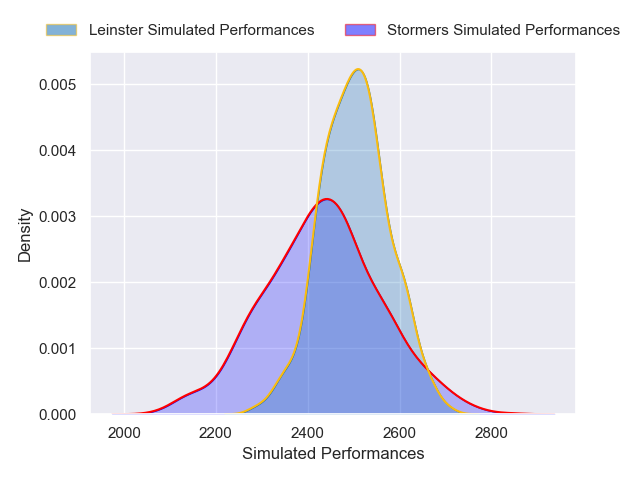 Leinster Simulated Performances Stormers Simulated Performances
0.005
0.004
0.003
0.002
0.001
0.000
Density
2000 2200 2400 2600 2800
Simulated Performances